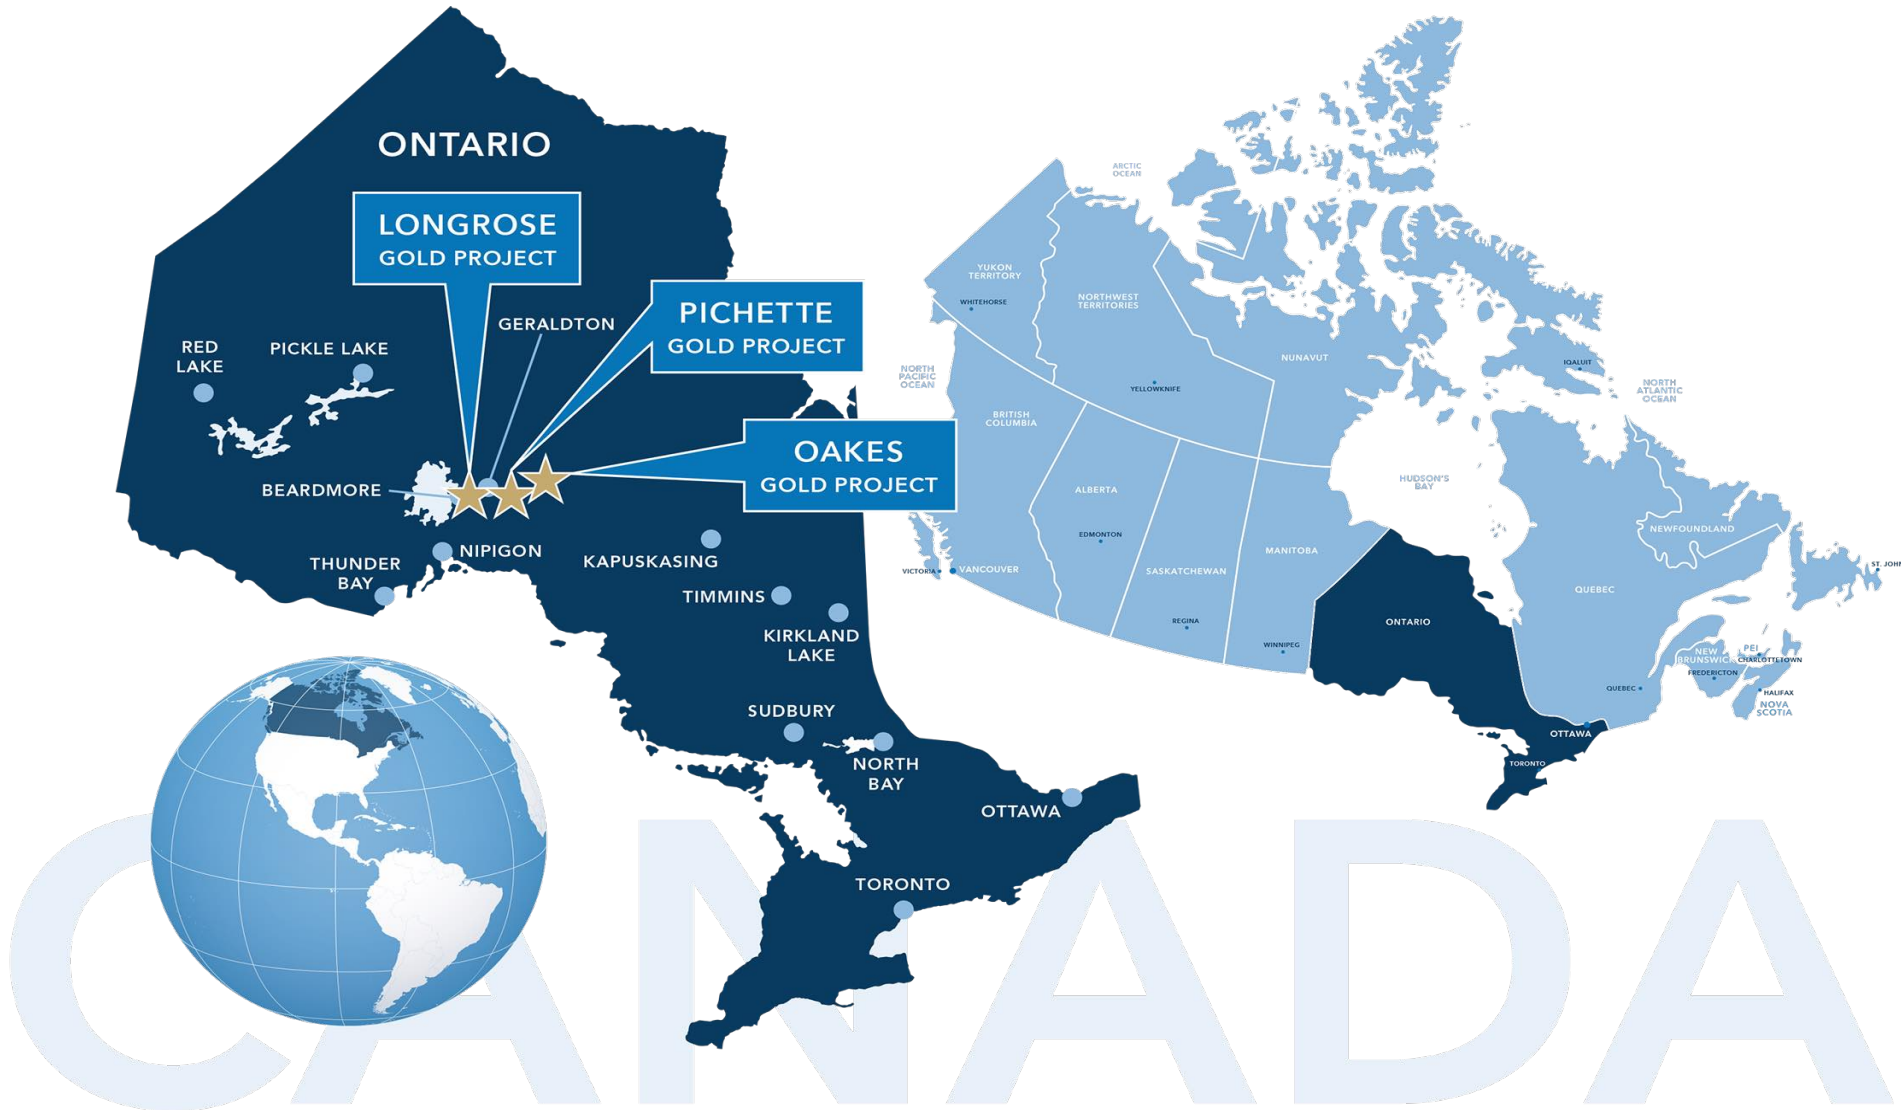 ONTARIO
LONGROSE
GOLD PROJECT
PICHETTE
GOLD PROJECT
GERALDTON
RED
LAKE
PICKLE LAKE
OAKES
GOLD PROJECT
BEARDMORE
NIPIGON
THUNDER
BAY
KAPUSKASING
TIMMINS
KIRKLAND
LAKE
SUDBURY
NORTH
BAY
OTTAWA
TORONTO
ARCTIC
OCEAN
YUKON
TERRITORY
WHITEHORSE
NORTHWEST
TERRITORIES
YELLOWKNIFE
NUNAVUT
IQALUIT
NORTH
PACIFIC
OCEAN
NORTH
ATLANTIC
OCEAN
BRITISH
COLUMBIA
ALBERTA
EDMONTON
HUDSON'S
BAY
NEWFOUNDLAND
MANITOBA
VICTORIA
VANCOUVER
SASKATCHEWAN
REGINA
WINNIPEG
ONTARIO
QUEBEC
ST. JOHN
NEW
BRUNSWICK
PEI
CHARLOTTETOWN
FREDERICTON
QUEBEC
HALIFAX
NOVA
SCOTIA
OTTAWA
TORONTO
CANADA